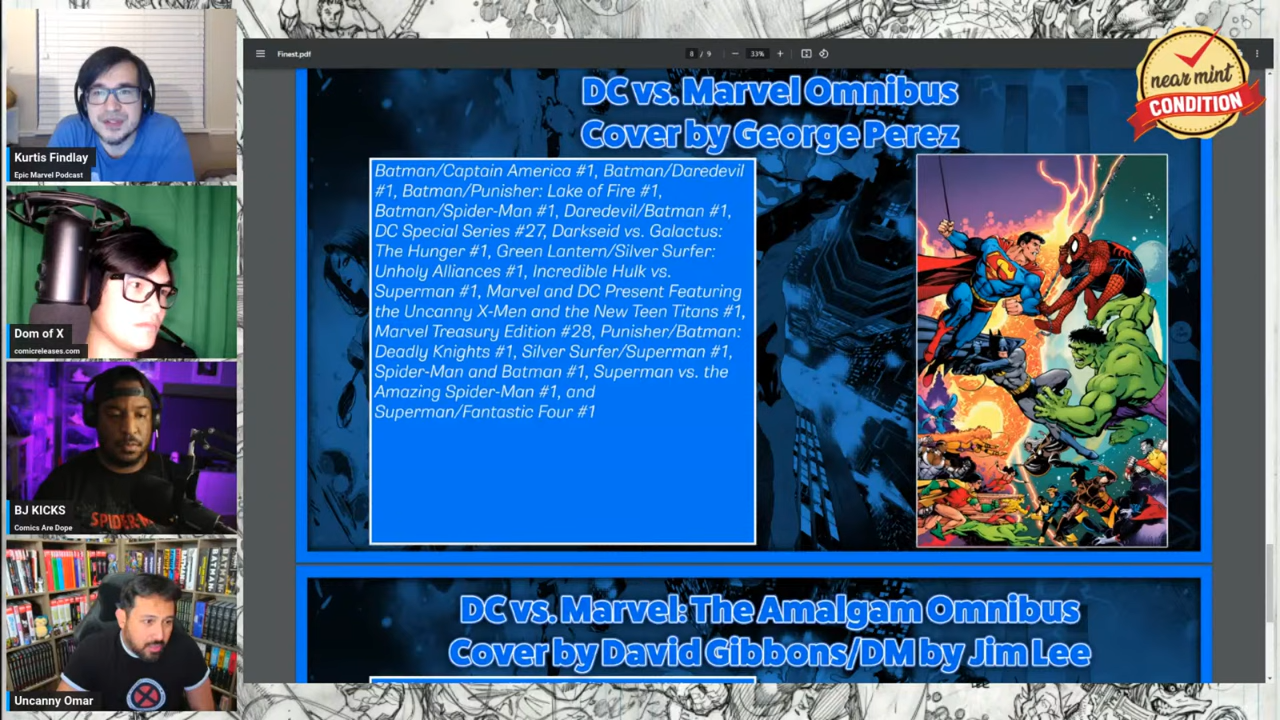 Kurtis Findlay
Epic Marvel Podcast
Dom of X
comicreleases.com
BJ KICKS
Comics Are Dope
Uncanny Omar
Finest.pdf
8 / 9
33%
near mint
CONDITION
DC vs. Marvel Omnibus
Cover by George Perez
Batman/Captain America #1, Batman/Daredevil
#1, Batman/Punisher: Lake of Fire #1,
Batman/Spider-Man #1, Daredevil/Batman #1,
DC Special Series #27, Darkseid vs. Galactus:
The Hunger #1, Green Lantern/Silver Surfer:
Unholy Alliances #1, Incredible Hulk vs.
Superman #1, Marvel and DC Present Featuring
the Uncanny X-Men and the New Teen Titans #1,
Marvel Treasury Edition #28, Punisher/Batman:
Deadly Knights #1, Silver Surfer/Superman #1,
Spider-Man and Batman #1, Superman vs. the
Amazing Spider-Man #1, and
Superman/Fantastic Four #1
DC vs. Marvel: The Amalgam Omnibus
Cover by David Gibbons/DM by Jim Lee